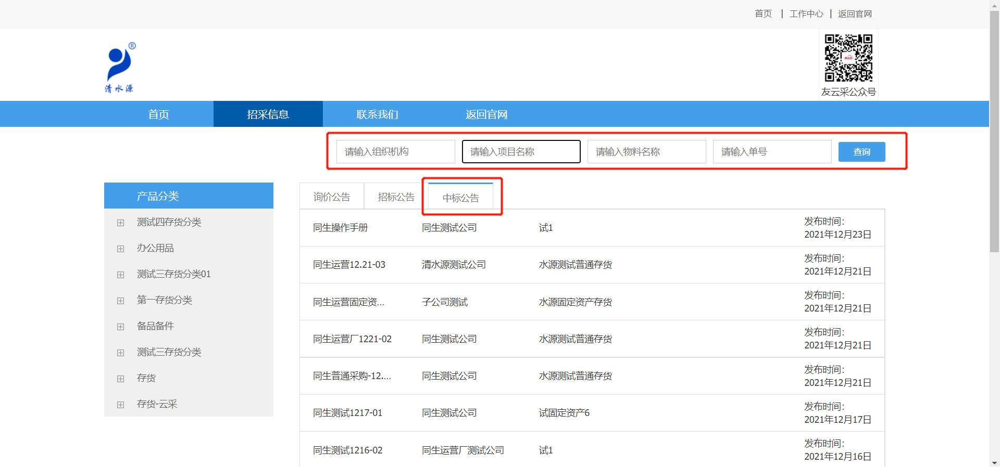 首页 | 工作中心 | 返回官网
®
清水源
友云采公众号
首页 招采信息 联系我们 返回官网
请输入组织机构 请输入项目名称 请输入物料名称 请输入单号 查询
产品分类
测试四存货分类
办公用品
测试三存货分类01
第一存货分类
备品备件
测试三存货分类
存货
存货-云采
询价公告 招标公告 中标公告
同生操作手册 同生测试公司 试1 发布时间：
2021年12月23日
同生运营12.21-03 清水源测试公司 水源测试普通存货 发布时间：
2021年12月21日
同生运营固定资... 子公司测试 水源固定资产存货 发布时间：
2021年12月21日
同生运营厂1221-02 同生测试公司 水源测试普通存货 发布时间：
2021年12月21日
同生普通采购-12.... 同生测试公司 水源测试普通存货 发布时间：
2021年12月21日
同生测试1217-01 同生测试公司 试固定资产6 发布时间：
2021年12月17日
同生测试1216-02 同生运营厂测试公司 试1 发布时间：
2021年12月16日